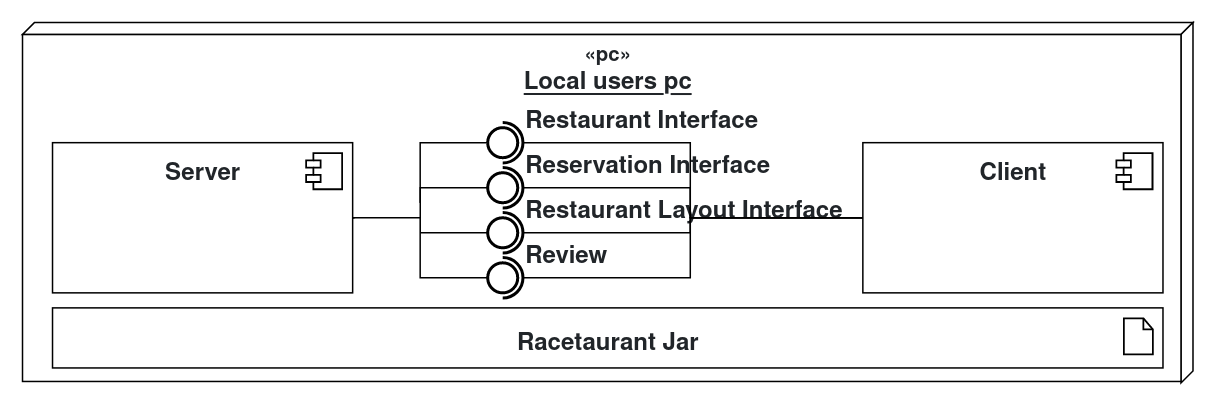 «pc»
Local users pc
Restaurant Interface
Server
Reservation Interface
Client
Restaurant Layout Interface
Review
Racetaurant Jar